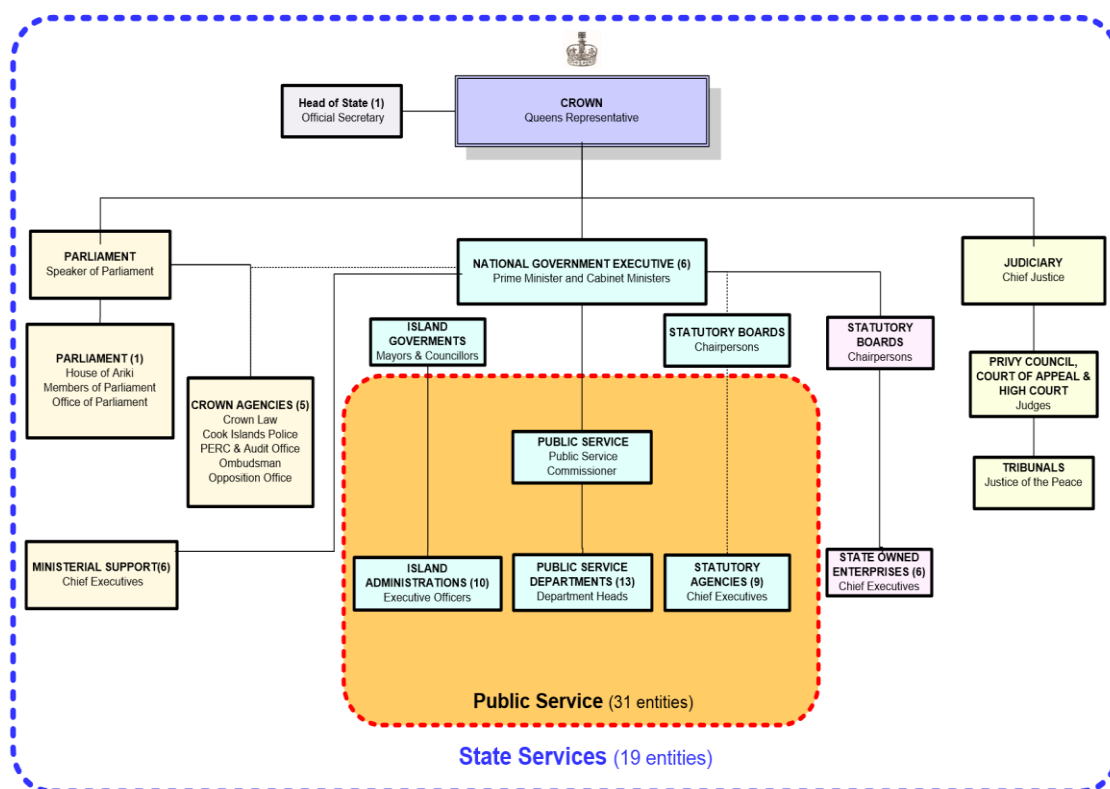 Head of State (1)
Official Secretary
CROWN
Queens Representative
PARLIAMENT
Speaker of Parliament
NATIONAL GOVERNMENT EXECUTIVE (6)
Prime Minister and Cabinet Ministers
JUDICIARY
Chief Justice
ISLAND
GOVERMENTS
Mayors & Councillors
STATUTORY BOARDS
Chairpersons
STATUTORY
BOARDS
Chairpersons
PARLIAMENT (1)
House of Ariki
Members of Parliament
Office of Parliament
CROWN AGENCIES (5)
Crown Law
Cook Islands Police
PERC & Audit Office
Ombudsman
Opposition Office
PRIVY COUNCIL,
COURT OF APPEAL &
HIGH COURT
Judges
PUBLIC SERVICE
Public Service
Commissioner
TRIBUNALS
Justice of the Peace
MINISTERIAL SUPPORT(6)
Chief Executives
ISLAND
ADMINISTRATIONS (10)
Executive Officers
PUBLIC SERVICE
DEPARTMENTS (13)
Department Heads
STATUTORY
AGENCIES (9)
Chief Executives
STATE OWNED
ENTERPRISES (6)
Chief Executives
Public Service (31 entities)
State Services (19 entities)